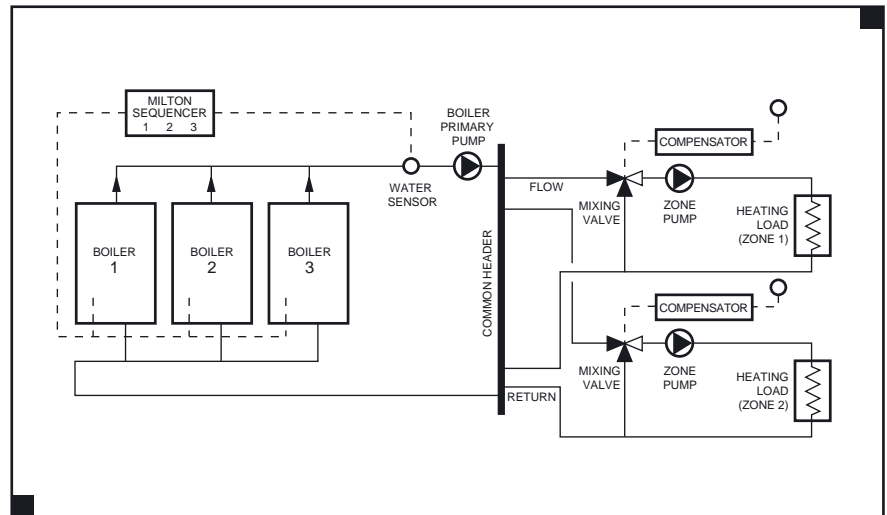 MILTON
SEQUENCER
1 2 3
BOILER
PRIMARY
PUMP
WATER
SENSOR
BOILER
1
BOILER
2
BOILER
3
COMMON HEADER
FLOW
RETURN
COMPENSATOR
MIXING
VALVE
ZONE
PUMP
HEATING
LOAD
(ZONE 1)
COMPENSATOR
MIXING
VALVE
ZONE
PUMP
HEATING
LOAD
(ZONE 2)